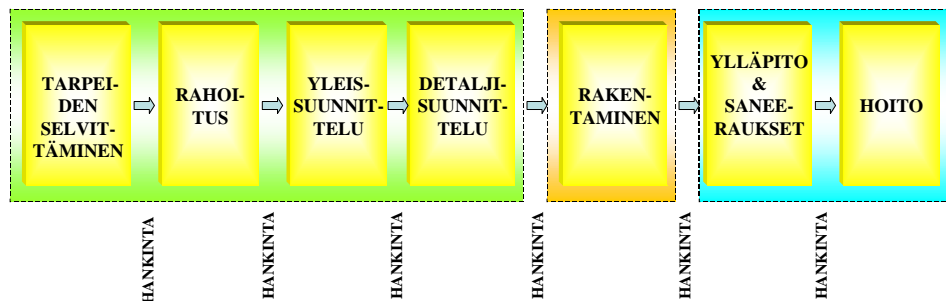 TARPEI-
DEN
SELVIT-
TÄMINEN
RAHOI-
TUS
YLEIS-
SUUNNIT-
TELU
DETALJI-
SUUNNIT-
TELU
RAKEN-
TAMINEN
YLLÄPITO
&
SANEE-
RAUKSET
HOITO
HANKINTA
HANKINTA
HANKINTA
HANKINTA
HANKINTA
HANKINTA